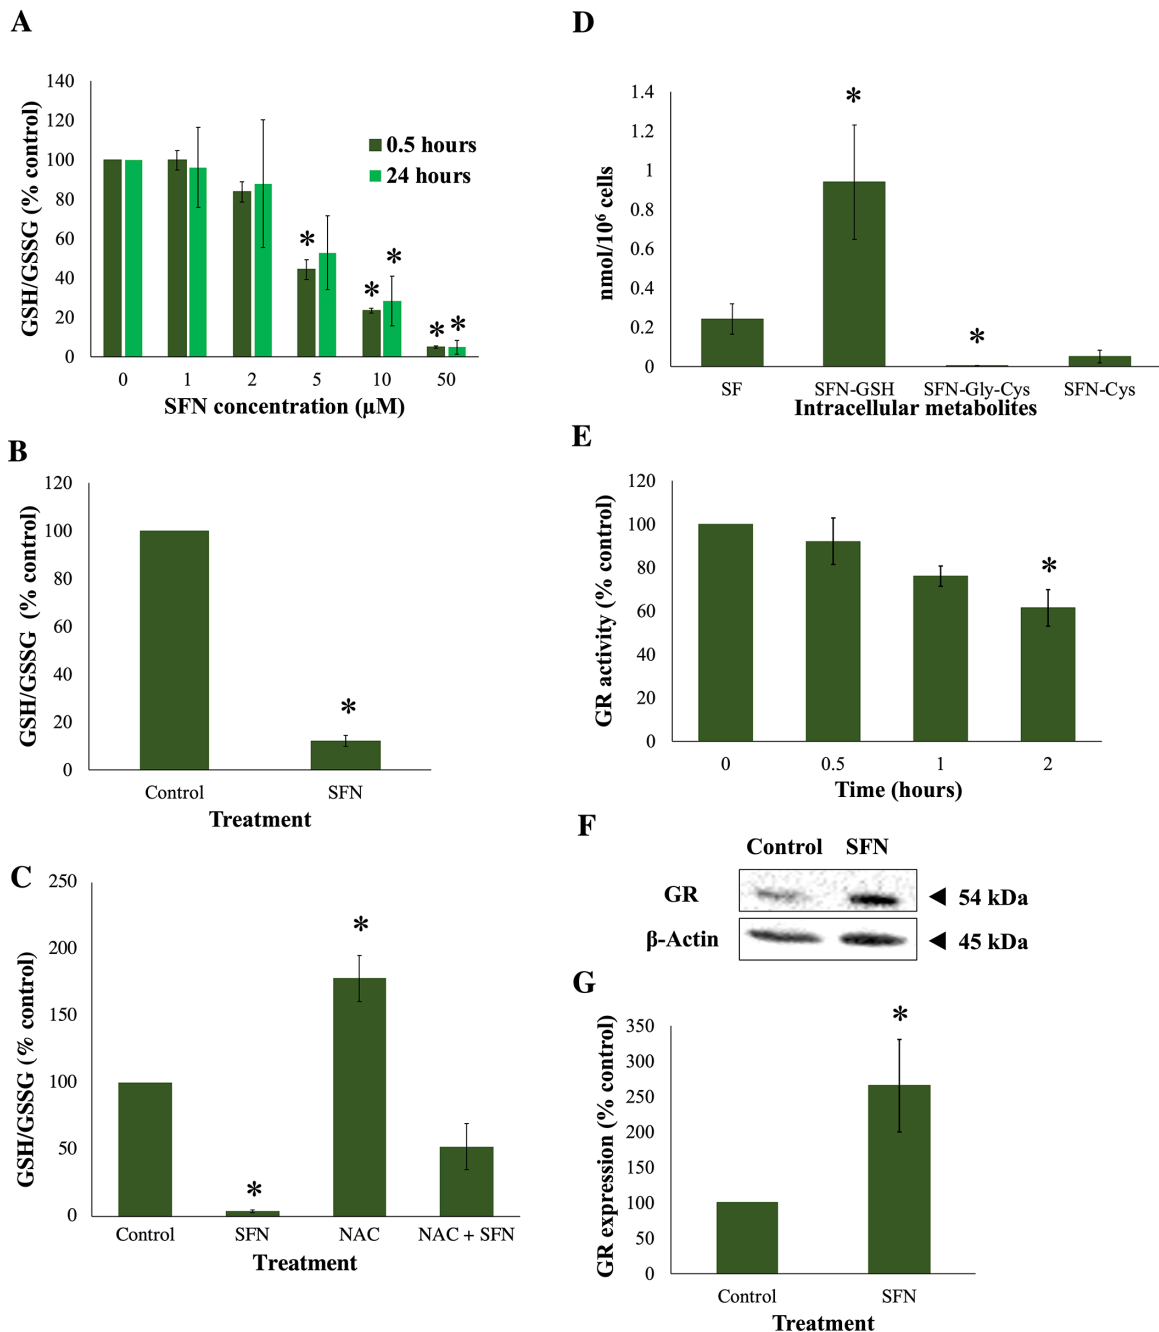 A
GSH/GSSG (% control)
140
120
100
80
60
40
20
0
0.5 hours
24 hours
* * * * *
0 1 2 5 10 50
SFN concentration (µM)
B
GSH/GSSG (% control)
120
100
80
60
40
20
0
*
Control SFN
Treatment
C
GSH/GSSG (% control)
250
200
150
100
50
0
* *
Control SFN NAC NAC + SFN
Treatment
D
nmol/10⁶ cells
1.4
1.2
1
0.8
0.6
0.4
0.2
0
* *
SF SFN-GSH SFN-Gly-Cys SFN-Cys
Intracellular metabolites
E
GR activity (% control)
120
100
80
60
40
20
0
*
0 0.5 1 2
Time (hours)
F
Control SFN
GR ◄ 54 kDa
β-Actin ◄ 45 kDa
G
GR expression (% control)
350
300
250
200
150
100
50
0
*
Control SFN
Treatment